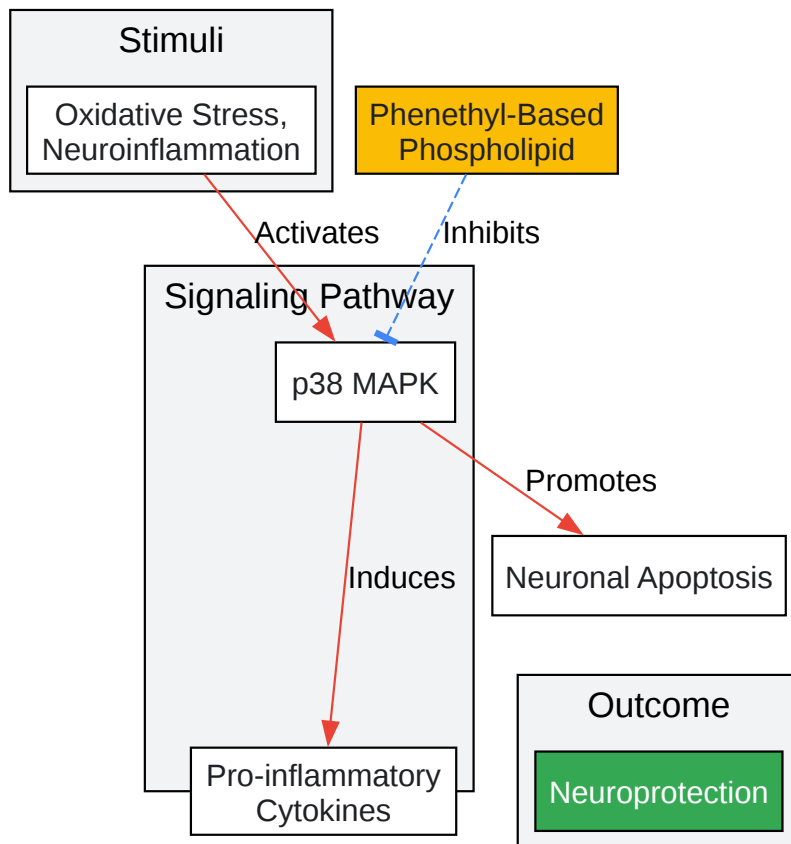 Stimuli
Oxidative Stress,
Neuroinflammation
Phenethyl-Based
Phospholipid
Activates
Inhibits
Signaling Pathway
p38 MAPK
Promotes
Induces
Neuronal Apoptosis
Outcome
Neuroprotection
Pro-inflammatory
Cytokines